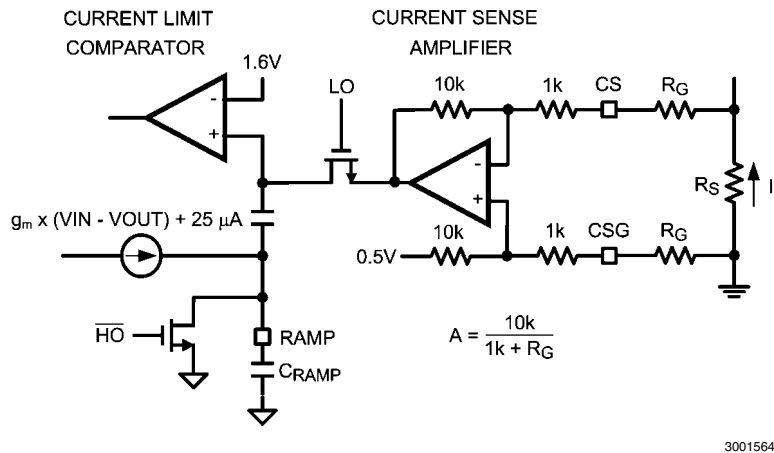 CURRENT LIMIT
COMPARATOR
CURRENT SENSE
AMPLIFIER
1.6V
LO
10k
1k
CS
RG
-
+
-
+
RS
I
gm x (VIN - VOUT) + 25 μA
10k
1k
CSG
RG
0.5V
HO
RAMP
CRAMP
A = 10k
1k + RG
3001564